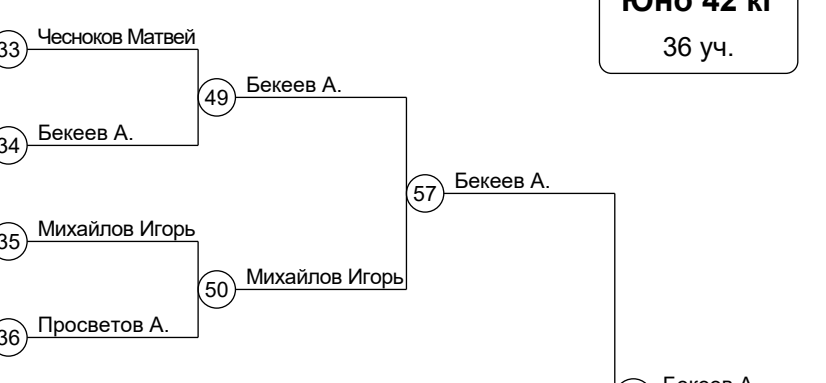 Юно 42 кг
36 уч.
33 Чесноков Матвей
49 Бекеев А.
34 Бекеев А.
57 Бекеев А.
35 Михайлов Игорь
50 Михайлов Игорь
36 Просветов А.
Бекеев А.